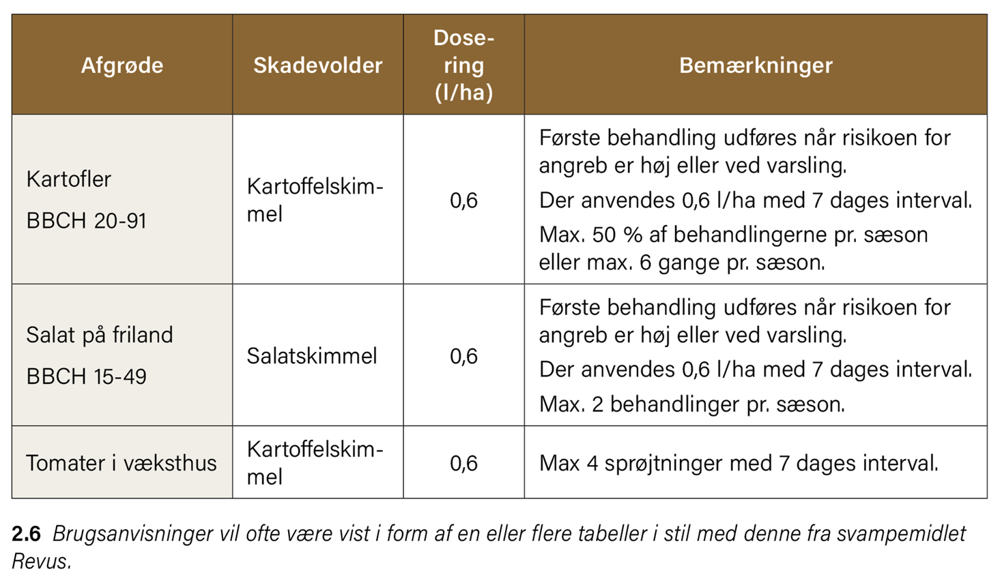 Afgrøde
Skadevolder
Dose-
ring
(l/ha)
Bemærkninger
Kartofler
BBCH 20-91
Kartoffelskim-
mel
0,6
Første behandling udføres når risikoen for
angreb er høj eller ved varsling.
Der anvendes 0,6 l/ha med 7 dages interval.
Max. 50 % af behandlingerne pr. sæson
eller max. 6 gange pr. sæson.
Salat på friland
BBCH 15-49
Salatskimmel
0,6
Første behandling udføres når risikoen for
angreb er høj eller ved varsling.
Der anvendes 0,6 l/ha med 7 dages interval.
Max. 2 behandlinger pr. sæson.
Tomater i væksthus
Kartoffelskim-
mel
0,6
Max 4 sprøjtninger med 7 dages interval.
2.6 Brugsanvisninger vil ofte være vist i form af en eller flere tabeller i stil med denne fra svampemidlet
Revus.